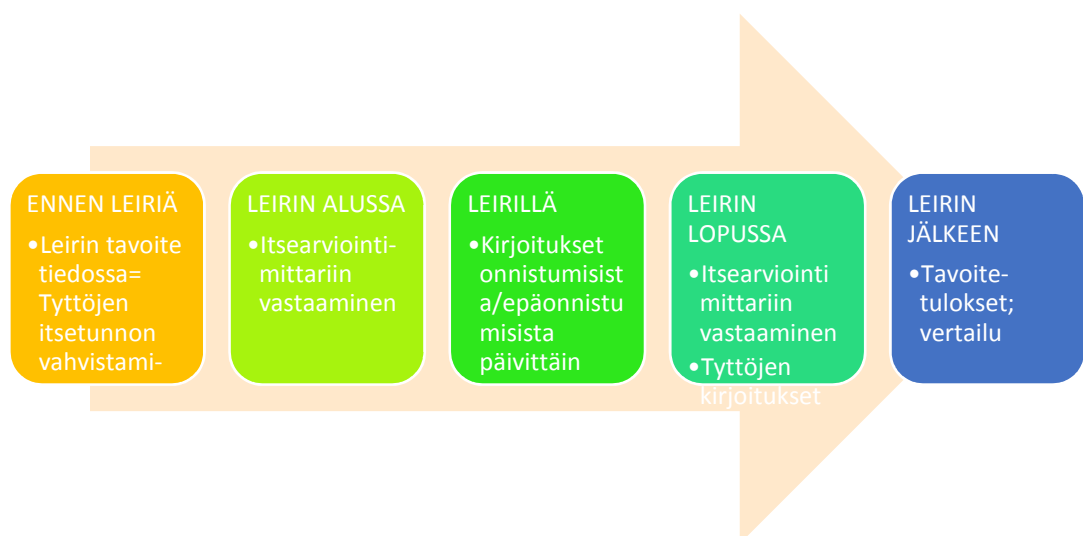 ENNEN LEIRIÄ
•Leirin tavoite
tiedossa=
Tyttöjen
itsetunnon
vahvistami-
LEIRIN ALUSSA
•Itsearviointi-
mittariin
vastaaminen
LEIRILLÄ
•Kirjoitukset
onnistumisist
a/epäonnistu
misista
päivittäin
LEIRIN
LOPUSSA
•Itsearviointi
mittariin
vastaaminen
•Tyttöjen
kirjoitukset
LEIRIN
JÄLKEEN
•Tavoite-
tulokset;
vertailu